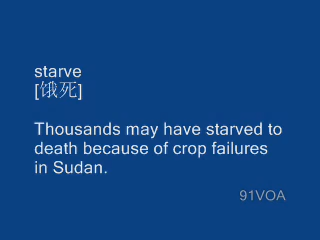 starve
[饿死]
Thousands may have starved to
death because of crop failures
in Sudan.
91VOA